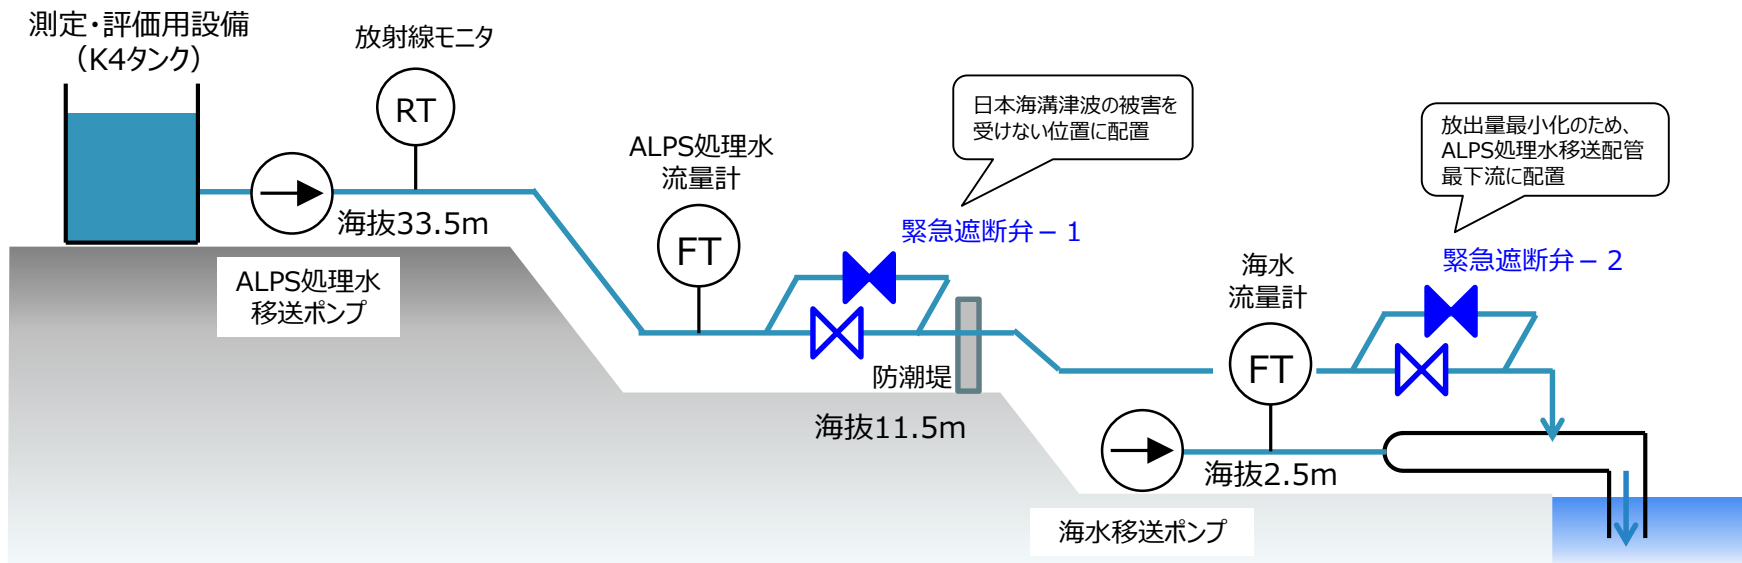 測定・評価用設備
（K4タンク）
放射線モニタ
RT
海抜33.5m
ALPS処理水
移送ポンプ
ALPS処理水
流量計
FT
日本海溝津波の被害を
受けない位置に配置
緊急遮断弁－1
防潮堤
海抜11.5m
放出量最小化のため、
ALPS処理水移送配管
最下流に配置
緊急遮断弁－2
海水
流量計
FT
海抜2.5m
海水移送ポンプ